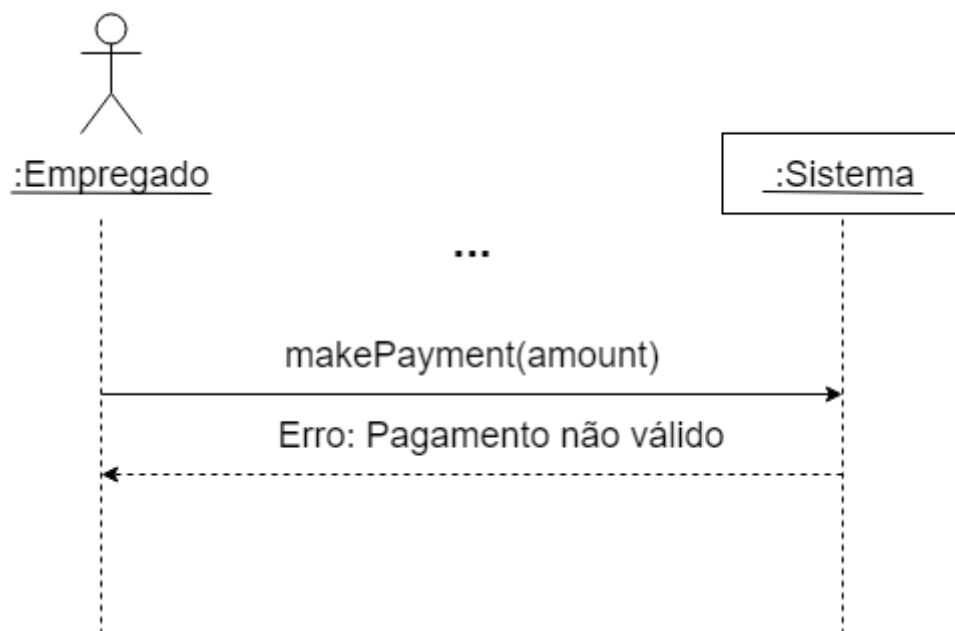 :Empregado
:Sistema
...
makePayment(amount)
Erro: Pagamento não válido